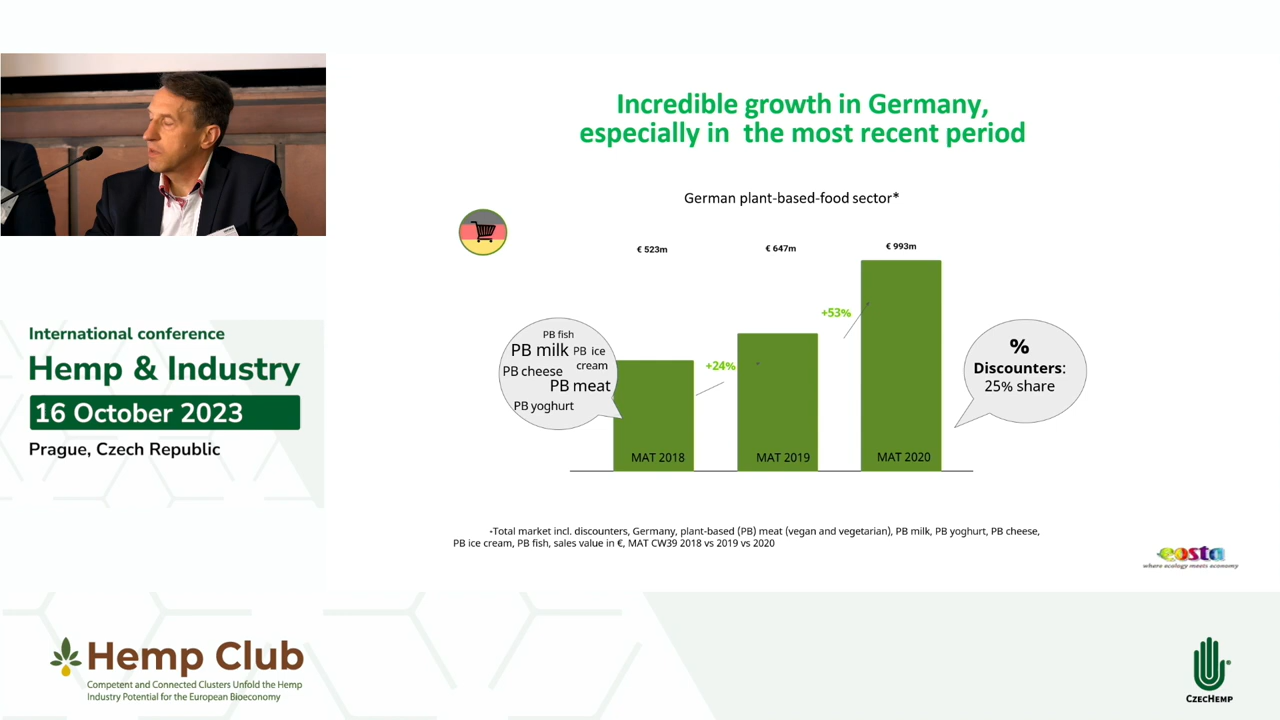 Incredible growth in Germany,
especially in the most recent period
German plant-based-food sector*
€ 523m
€ 647m
€ 993m
+53%
+24%
PB fish
PB milk PB ice
cream
PB cheese
PB meat
PB yoghurt
%
Discounters:
25% share
MAT 2018
MAT 2019
MAT 2020
-Total market incl. discounters, Germany, plant-based (PB) meat (vegan and vegetarian), PB milk, PB yoghurt, PB cheese,
PB ice cream, PB fish, sales value in €, MAT CW39 2018 vs 2019 vs 2020
eosta
where ecology meets economy
International conference
Hemp & Industry
16 October 2023
Prague, Czech Republic
Hemp Club
Competent and Connected Clusters Unfold the Hemp
Industry Potential for the European Bioeconomy
CzecHemp